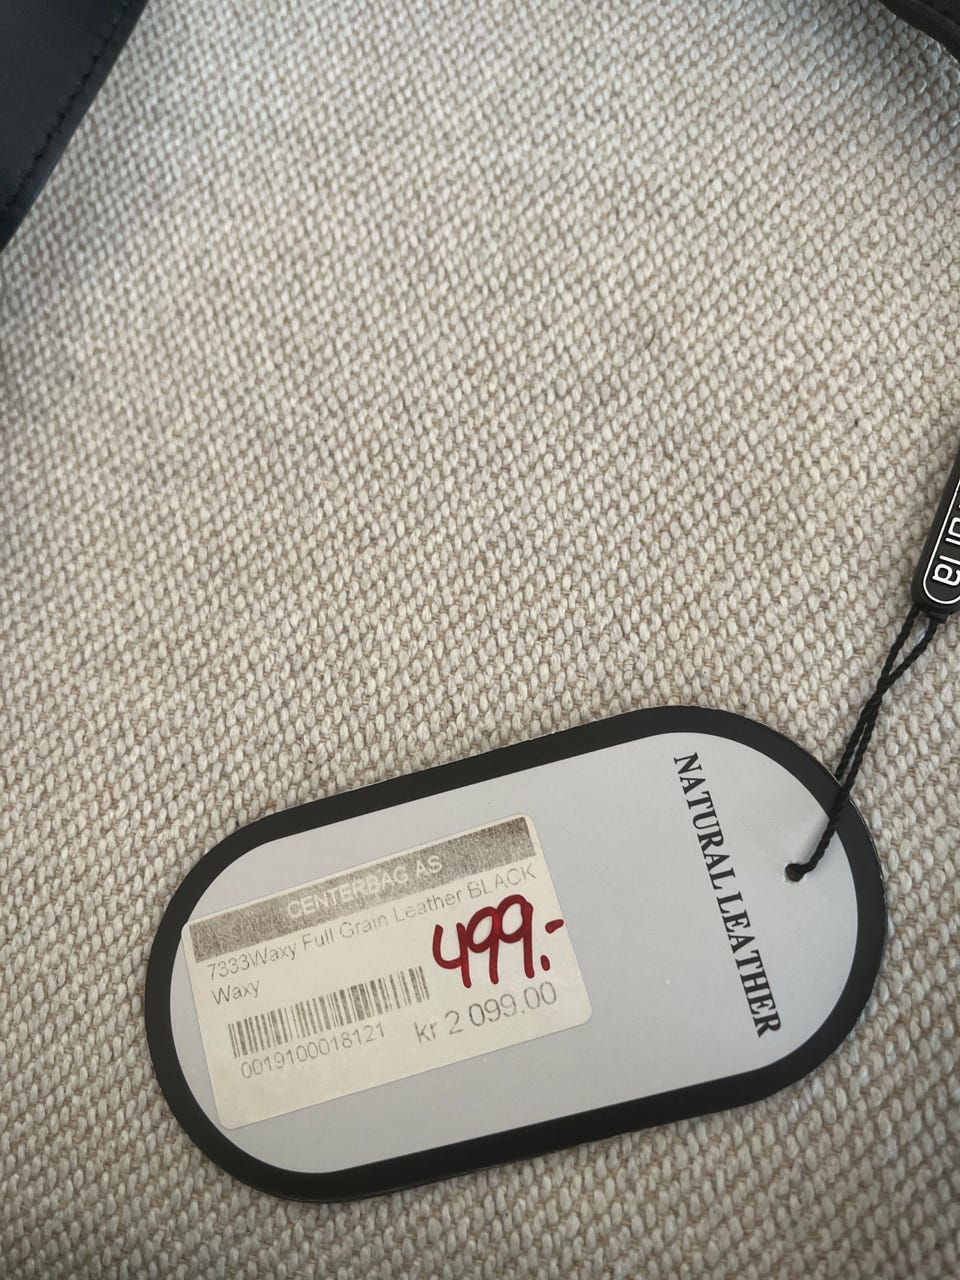 CENTERBAG AS
7333Waxy Full Grain Leather BLACK
Waxy
499.-
0019100018121
kr 2 099.00
NATURAL LEATHER